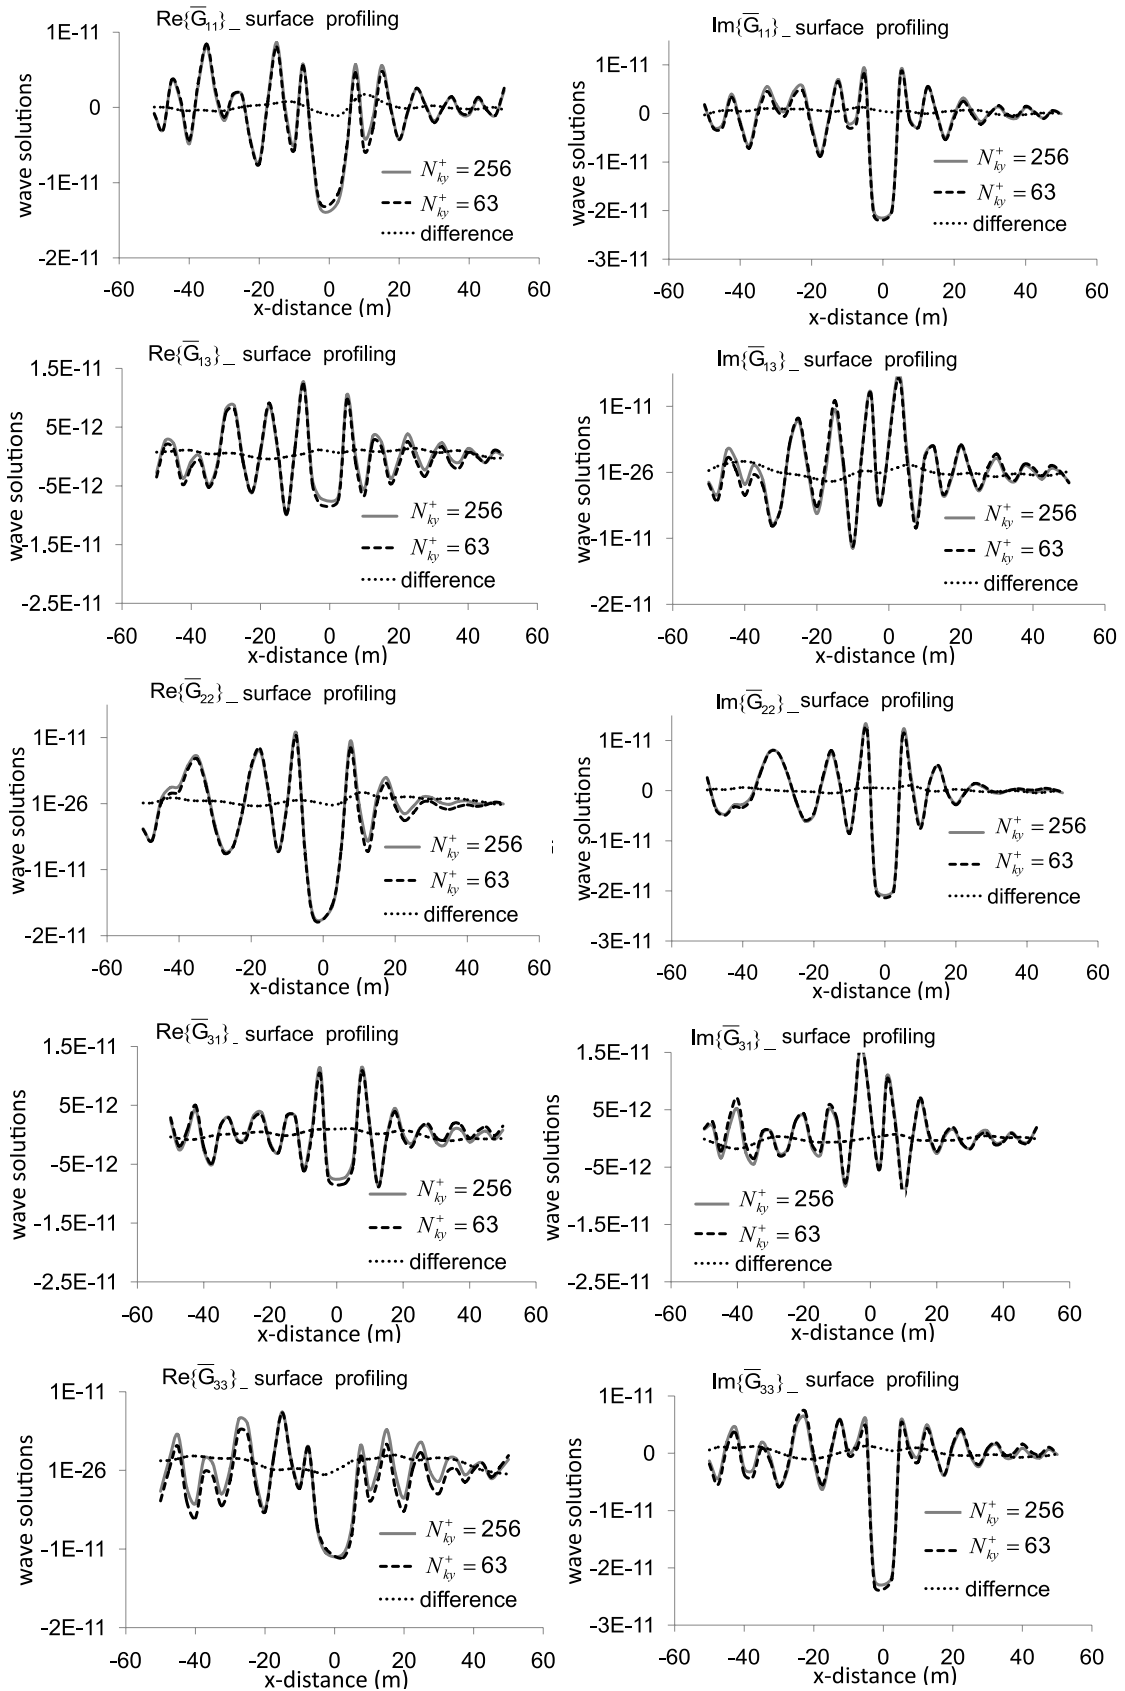 Re{G̅₁₁}_ surface profiling
1E-11
0
-1E-11
-2E-11
wave solutions
N⁺ky = 256
N⁺ky = 63
difference
-60 -40 -20 0 20 40 60
x-distance (m)
Im{G̅₁₁}_ surface profiling
1E-11
0
-1E-11
-2E-11
-3E-11
wave solutions
N⁺ky = 256
N⁺ky = 63
difference
-60 -40 -20 0 20 40 60
x-distance (m)
Re{G̅₁₃}_ surface profiling
1.5E-11
5E-12
-5E-12
-1.5E-11
-2.5E-11
wave solutions
N⁺ky = 256
N⁺ky = 63
difference
-60 -40 -20 0 20 40 60
x-distance (m)
Im{G̅₁₃}_ surface profiling
1E-11
1E-26
-1E-11
-2E-11
wave solutions
N⁺ky = 256
N⁺ky = 63
difference
-60 -40 -20 0 20 40 60
x-distance (m)
Re{G̅₂₂}_ surface profiling
1E-11
1E-26
-1E-11
-2E-11
wave solutions
N⁺ky = 256
N⁺ky = 63
difference
-60 -40 -20 0 20 40 60
x-distance (m)
Im{G̅₂₂}_ surface profiling
1E-11
0
-1E-11
-2E-11
-3E-11
wave solutions
N⁺ky = 256
N⁺ky = 63
difference
-60 -40 -20 0 20 40 60
x-distance (m)
Re{G̅₃₁}_ surface profiling
1.5E-11
5E-12
-5E-12
-1.5E-11
-2.5E-11
wave solutions
N⁺ky = 256
N⁺ky = 63
difference
-60 -40 -20 0 20 40 60
x-distance (m)
Im{G̅₃₁}_ surface profiling
1.5E-11
5E-12
-5E-12
-1.5E-11
-2.5E-11
wave solutions
N⁺ky = 256
N⁺ky = 63
difference
-60 -40 -20 0 20 40 60
x-distance (m)
Re{G̅₃₃}_ surface profiling
1E-11
1E-26
-1E-11
-2E-11
wave solutions
N⁺ky = 256
N⁺ky = 63
difference
-60 -40 -20 0 20 40 60
x-distance (m)
Im{G̅₃₃}_ surface profiling
1E-11
0
-1E-11
-2E-11
-3E-11
wave solutions
N⁺ky = 256
N⁺ky = 63
differnce
-60 -40 -20 0 20 40 60
x-distance (m)